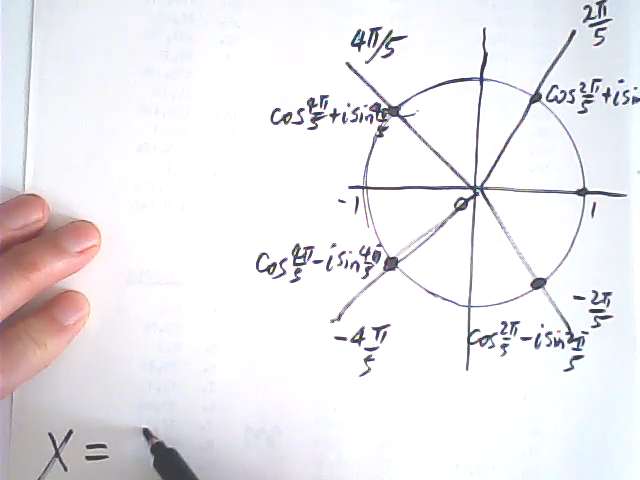 2π/5
4π/5
cos 2π/5 + i sin
cos 4π/5 + i sin 4π/5
-1
O
1
cos 4π/5 - i sin 4π/5
-2π/5
-4π/5
cos 2π/5 - i sin 2π/5
X =